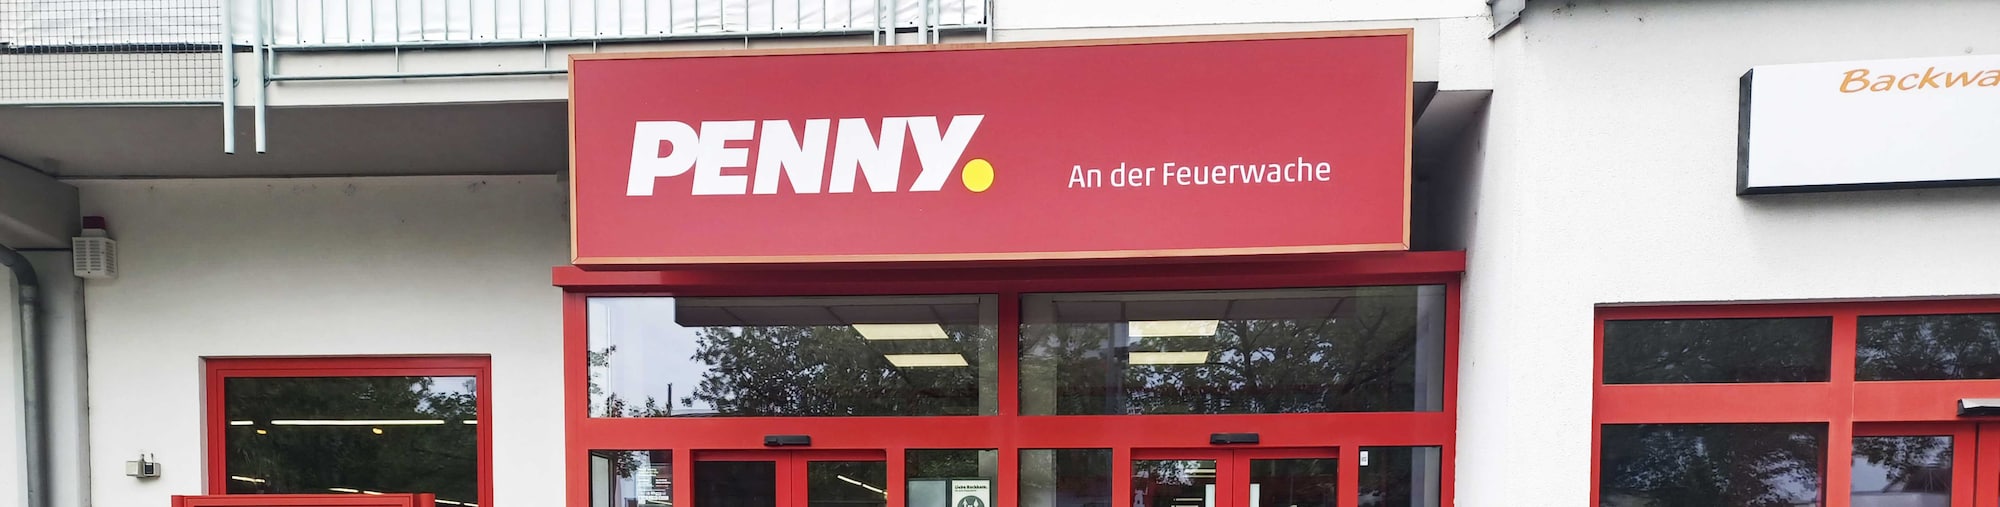 PENNY.
An der Feuerwache
Backwa